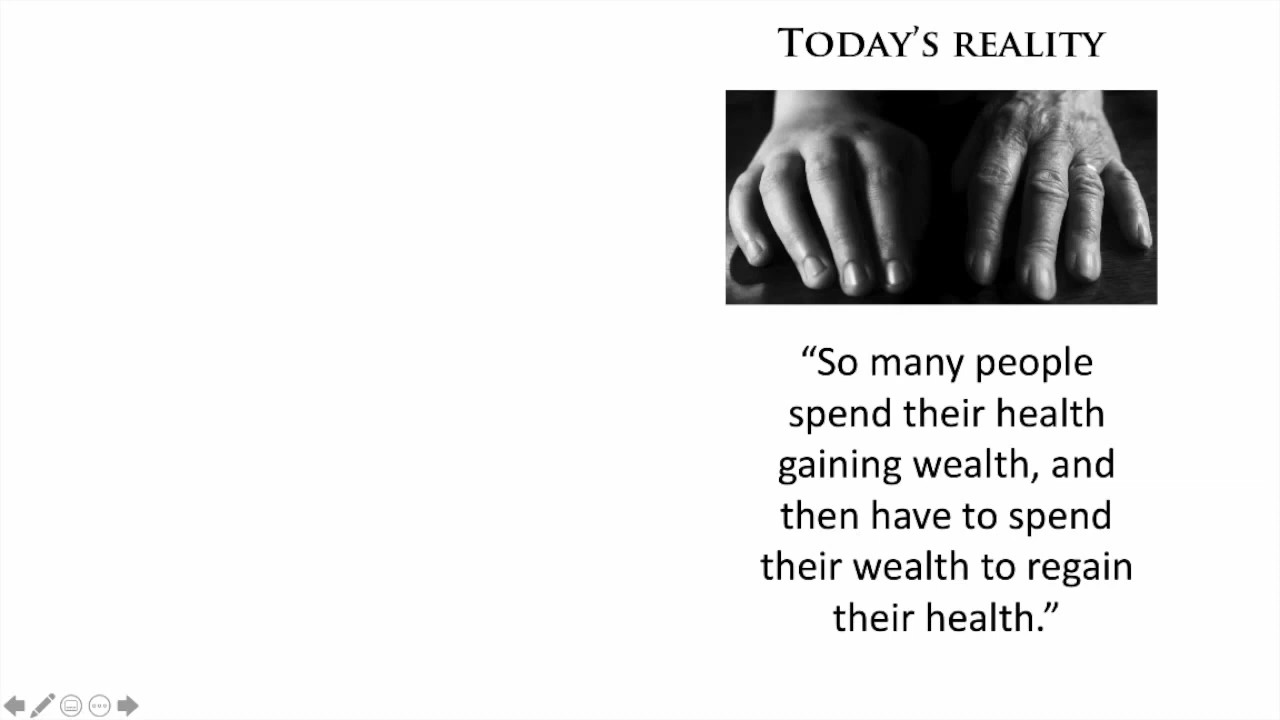 TODAY'S REALITY
“So many people
spend their health
gaining wealth, and
then have to spend
their wealth to regain
their health.”